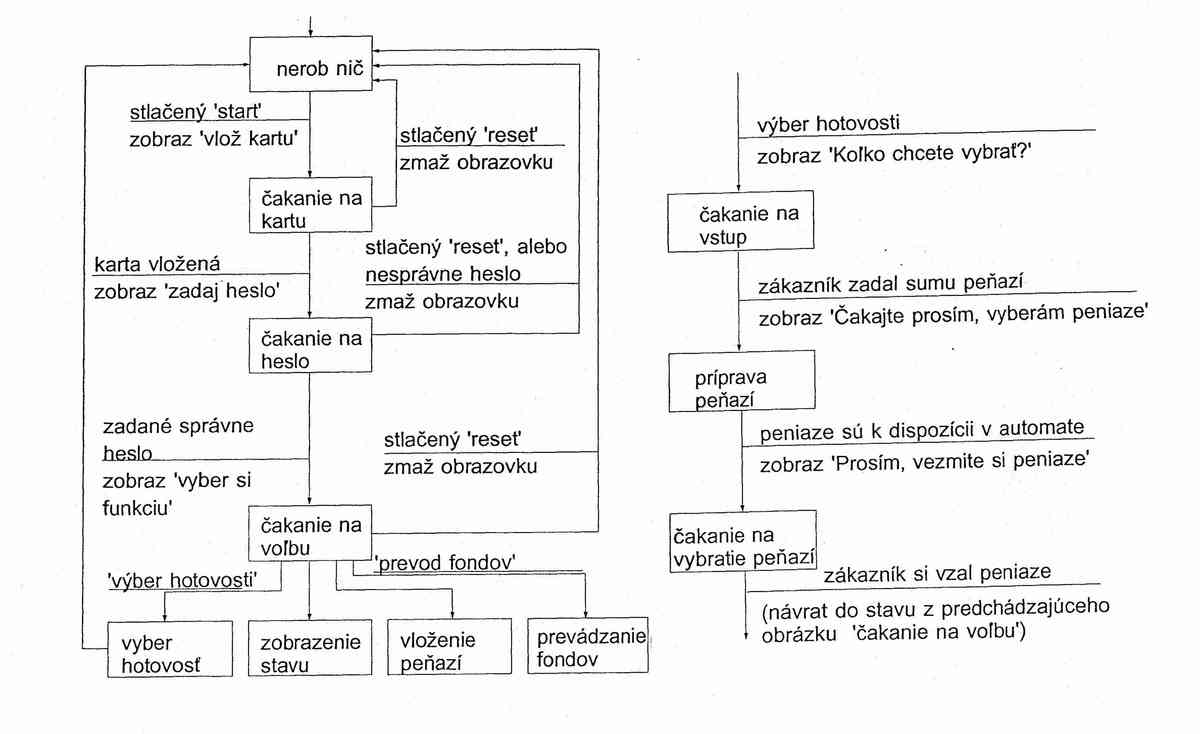 nerob nič
stlačený 'start'
zobraz 'vlož kartu'
stlačený 'reset'
zmaž obrazovku
čakanie na
kartu
karta vložená
zobraz 'zadaj heslo'
stlačený 'reset', alebo
nesprávne heslo
zmaž obrazovku
čakanie na
heslo
zadané správne
heslo
zobraz 'vyber si
funkciu'
stlačený 'reset'
zmaž obrazovku
čakanie na
voľbu
'výber hotovosti'
'prevod fondov'
vyber
hotovosť
zobrazenie
stavu
vloženie
peňazí
prevádzanie
fondov
výber hotovosti
zobraz 'Koľko chcete vybrať?'
čakanie na
vstup
zákazník zadal sumu peňazí
zobraz 'Čakajte prosím, vyberám peniaze'
príprava
peňazí
peniaze sú k dispozícii v automate
zobraz 'Prosím, vezmite si peniaze'
čakanie na
vybratie peňazí
zákazník si vzal peniaze
(návrat do stavu z predchádzajúceho
obrázku 'čakanie na voľbu')